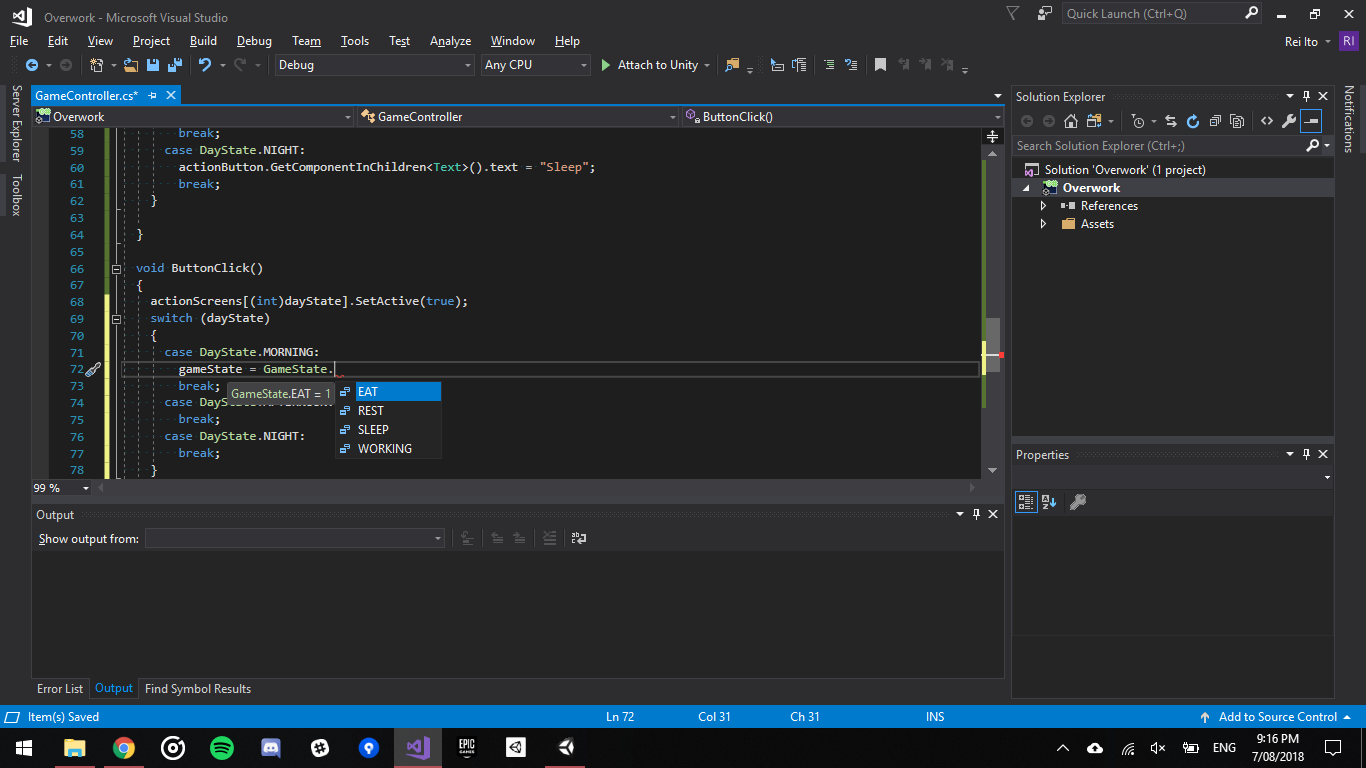 Overwork - Microsoft Visual Studio
Quick Launch (Ctrl+Q)
File Edit View Project Build Debug Team Tools Test Analyze Window Help
Rei Ito RI
Debug Any CPU Attach to Unity
Server Explorer
Toolbox
GameController.cs*
Overwork GameController ButtonClick()
58 break;
59 case DayState.NIGHT:
60 actionButton.GetComponentInChildren<Text>().text = "Sleep";
61 break;
62 }
63
64 }
65
66 void ButtonClick()
67 {
68 actionScreens[(int)dayState].SetActive(true);
69 switch (dayState)
70 {
71 case DayState.MORNING:
72 gameState = GameState.
73 break;
74 case Day
75 break;
76 case DayState.NIGHT:
77 break;
78 }
GameState.EAT = 1
EAT
REST
SLEEP
WORKING
99 %
Output
Show output from:
Error List Output Find Symbol Results
Solution Explorer
Search Solution Explorer (Ctrl+;)
Solution 'Overwork' (1 project)
Overwork
References
Assets
Properties
Notifications
Item(s) Saved Ln 72 Col 31 Ch 31 INS Add to Source Control
EPIC GAMES
ENG
9:16 PM
7/08/2018